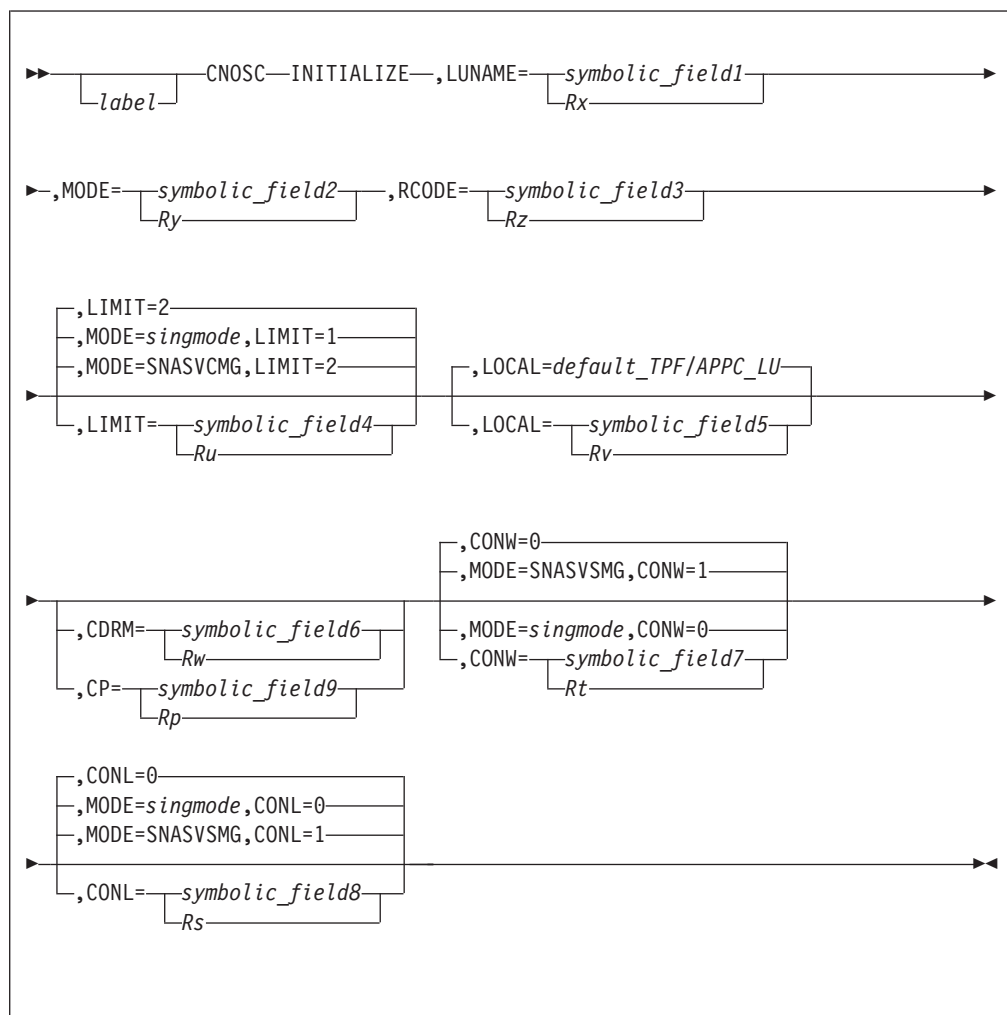 CNOSC INITIALIZE ,LUNAME= symbolic_field1
label Rx
,MODE= symbolic_field2 ,RCODE= symbolic_field3
Ry Rz
,LIMIT=2
,MODE=singmode,LIMIT=1
,MODE=SNASVCMG,LIMIT=2
,LIMIT= symbolic_field4
Ru
,LOCAL=default_TPF/APPC_LU
,LOCAL= symbolic_field5
Rv
,CDRM= symbolic_field6
Rw
,CP= symbolic_field9
Rp
,CONW=0
,MODE=SNASVSMG,CONW=1
,MODE=singmode,CONW=0
,CONW= symbolic_field7
Rt
,CONL=0
,MODE=singmode,CONL=0
,MODE=SNASVSMG,CONL=1
,CONL= symbolic_field8
Rs